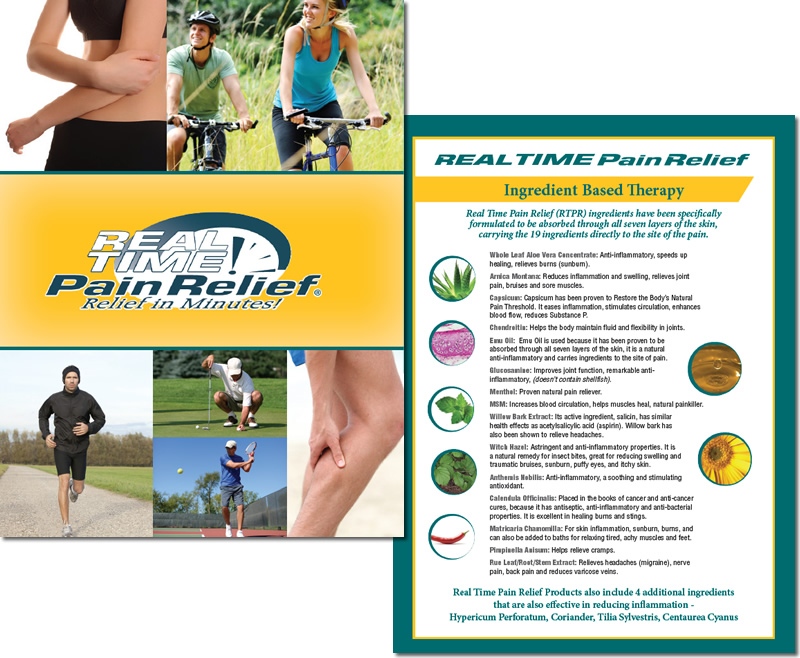 REAL
TIME!
Pain Relief®
Relief in Minutes!
REAL TIME Pain Relief
Ingredient Based Therapy
Real Time Pain Relief (RTPR) ingredients have been specifically
formulated to be absorbed through all seven layers of the skin,
carrying the 19 ingredients directly to the site of the pain.
Whole Leaf Aloe Vera Concentrate: Anti-inflammatory, speeds up
healing, relieves burns (sunburn).
Arnica Montana: Reduces inflammation and swelling, relieves joint
pain, bruises and sore muscles.
Capsicum: Capsicum has been proven to Restore the Body's Natural
Pain Threshold. It eases inflammation, stimulates circulation, enhances
blood flow, reduces Substance P.
Chondroitin: Helps the body maintain fluid and flexibility in joints.
Emu Oil: Emu Oil is used because it has been proven to be
absorbed through all seven layers of the skin, it is a natural
anti-inflammatory and carries ingredients to the site of pain.
Glucosamine: Improves joint function, remarkable anti-
inflammatory, (doesn't contain shellfish).
Menthol: Proven natural pain reliever.
MSM: Increases blood circulation, helps muscles heal, natural painkiller.
Willow Bark Extract: Its active ingredient, salicin, has similar
health effects as acetylsalicylic acid (aspirin). Willow bark has
also been shown to relieve headaches.
Witch Hazel: Astringent and anti-inflammatory properties. It is
a natural remedy for insect bites, great for reducing swelling and
traumatic bruises, sunburn, puffy eyes, and itchy skin.
Anthemis Nobilis: Anti-inflammatory, a soothing and stimulating
antioxidant.
Calendula Officinalis: Placed in the books of cancer and anti-cancer
cures, because it has antiseptic, anti-inflammatory and anti-bacterial
properties. It is excellent in healing burns and stings.
Matricaria Chamomilla: For skin inflammation, sunburn, burns, and
can also be added to baths for relaxing tired, achy muscles and feet.
Pimpinella Anisum: Helps relieve cramps.
Rue Leaf/Root/Stem Extract: Relieves headaches (migraine), nerve
pain, back pain and reduces varicose veins.
Real Time Pain Relief Products also include 4 additional ingredients
that are also effective in reducing inflammation -
Hypericum Perforatum, Coriander, Tilia Sylvestris, Centaurea Cyanus